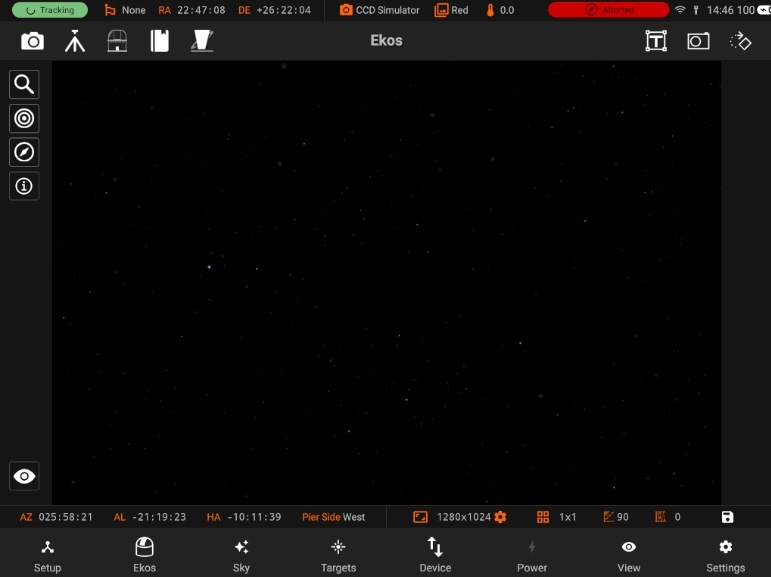 Tracking None RA 22:47:08 DE +26:22:04 CCD Simulator Red 0.0 Aborted 14:46 100
Ekos
AZ 025:58:21 AL -21:19:23 HA -10:11:39 Pier Side West 1280x1024 1x1 90 0
Setup Ekos Sky Targets Device Power View Settings